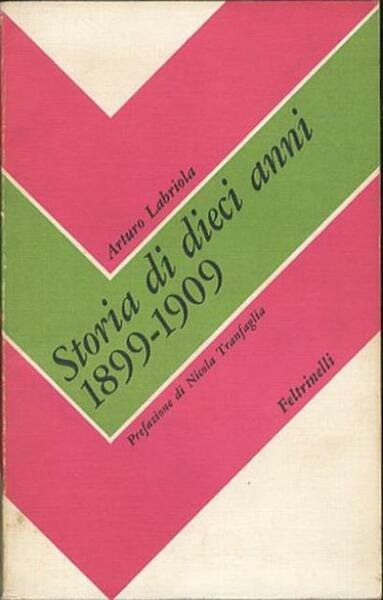 Arturo Labriola
Storia di dieci anni
1899-1909
Prefazione di Nicola Tranfaglia
Feltrinelli